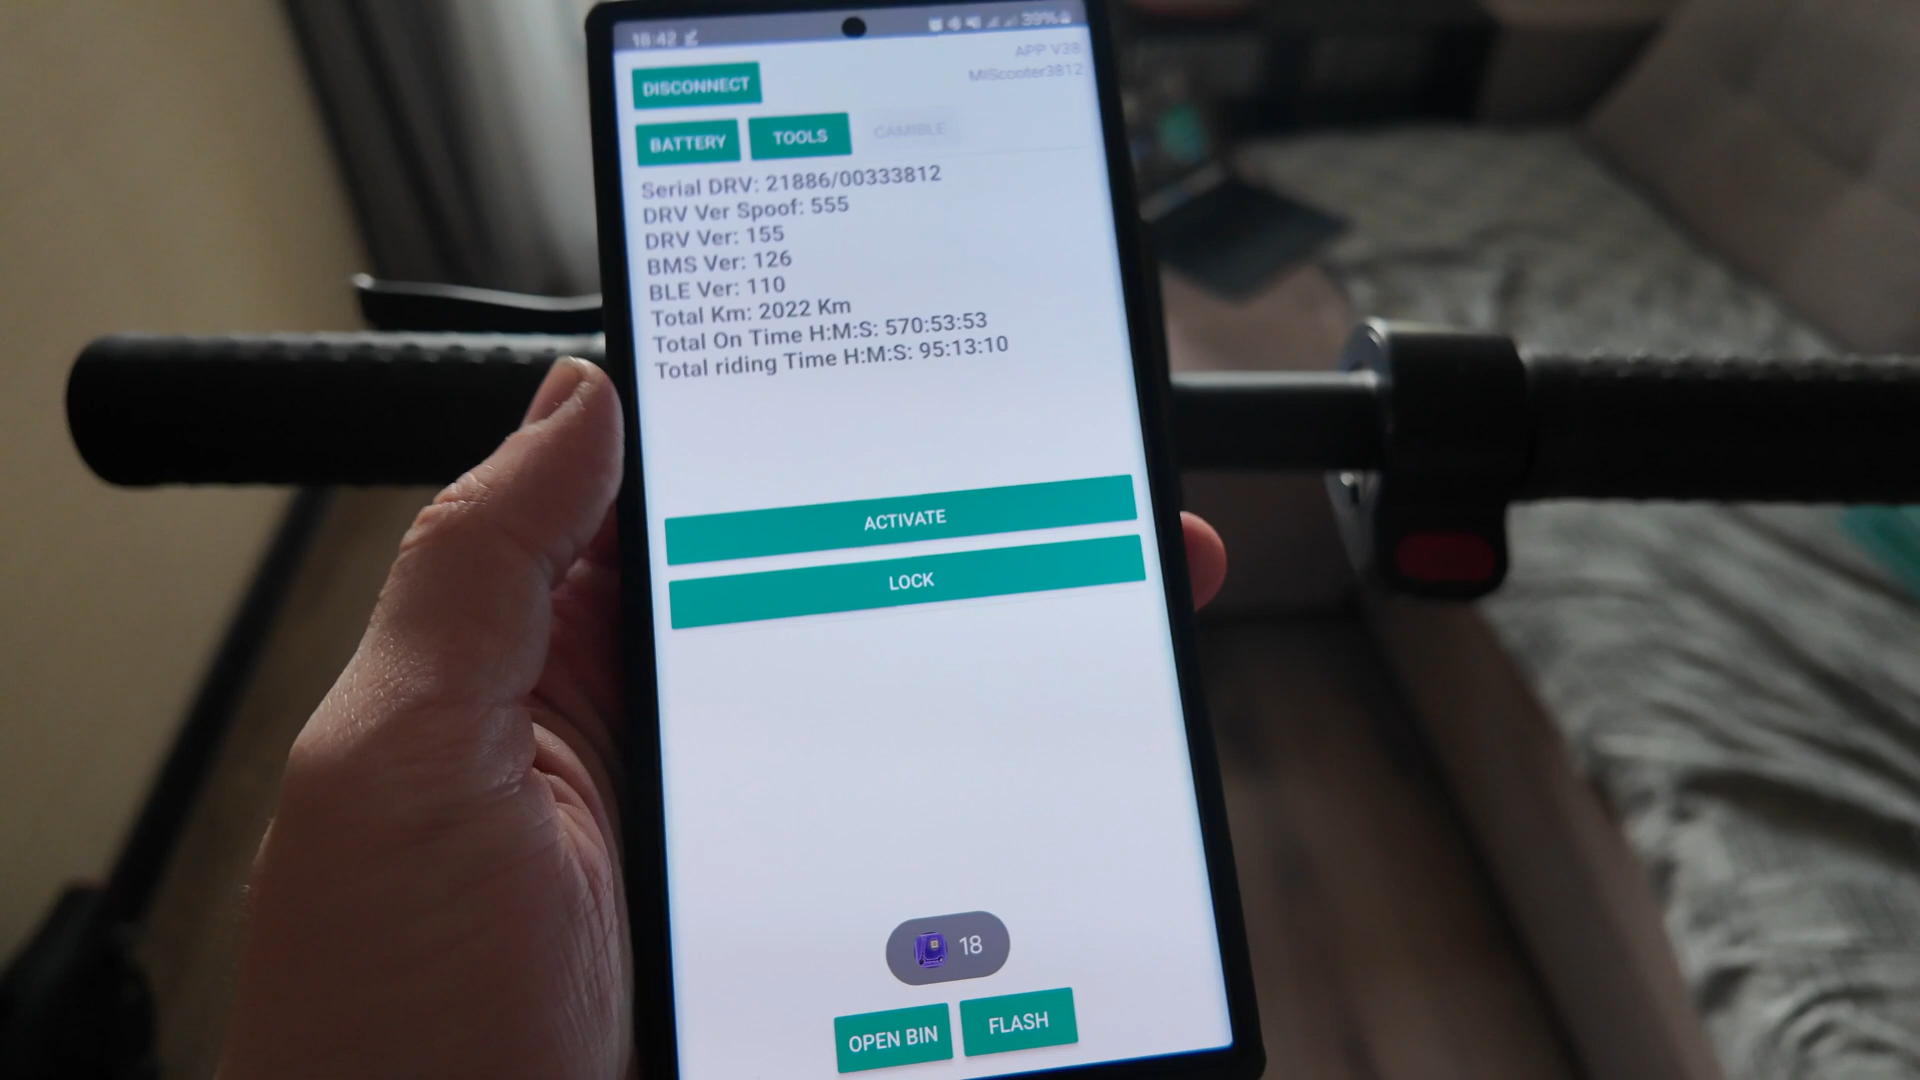 18:42
39%
APP V38
MIScooter3812
DISCONNECT
BATTERY
TOOLS
Serial DRV: 21886/00333812
DRV Ver Spoof: 555
DRV Ver: 155
BMS Ver: 126
BLE Ver: 110
Total Km: 2022 Km
Total On Time H:M:S: 570:53:53
Total riding Time H:M:S: 95:13:10
ACTIVATE
LOCK
18
OPEN BIN
FLASH